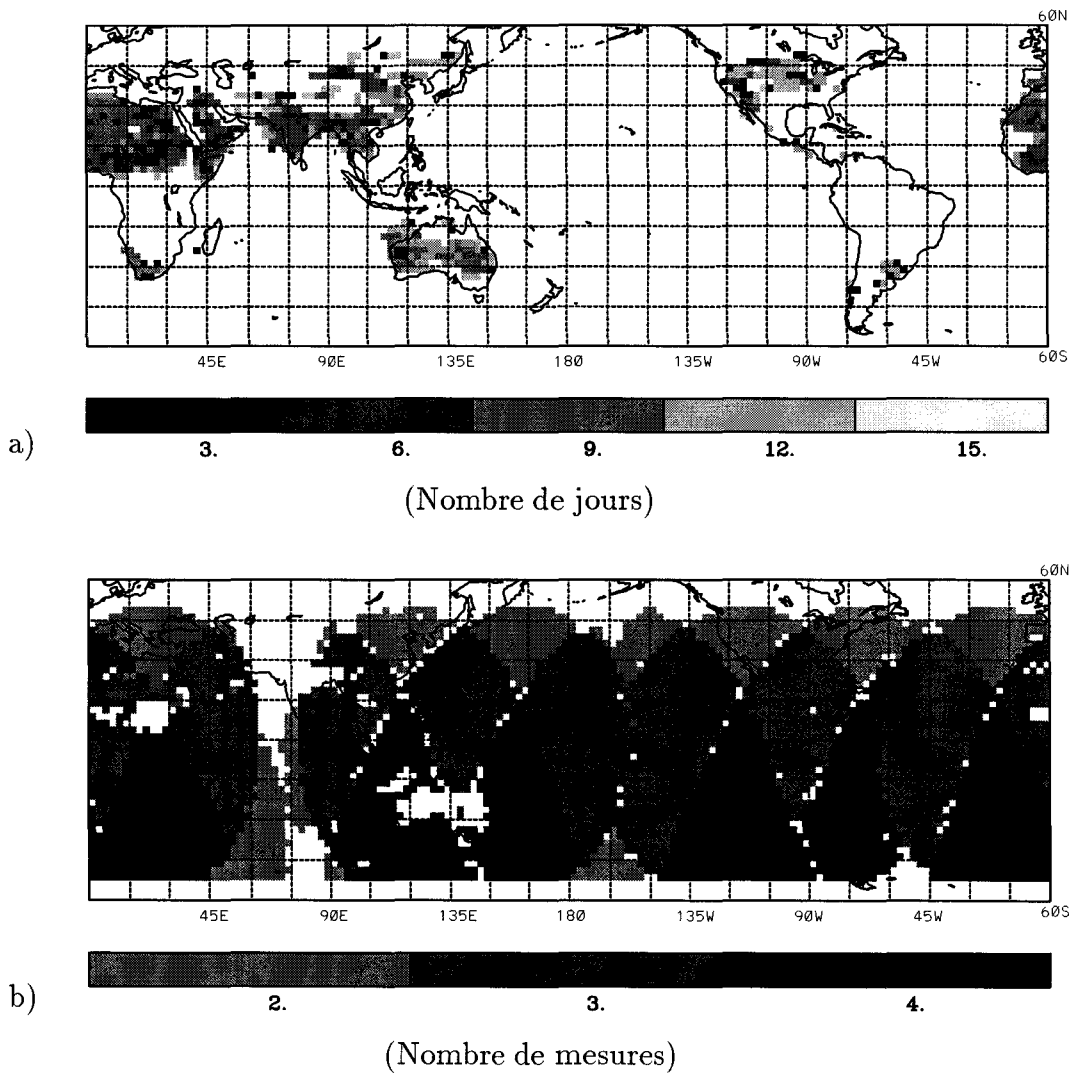 60N
45E 90E 135E 180 135W 90W 45W 60S
3. 6. 9. 12. 15.
a)
(Nombre de jours)
60N
45E 90E 135E 180 135W 90W 45W 60S
2. 3. 4.
b)
(Nombre de mesures)